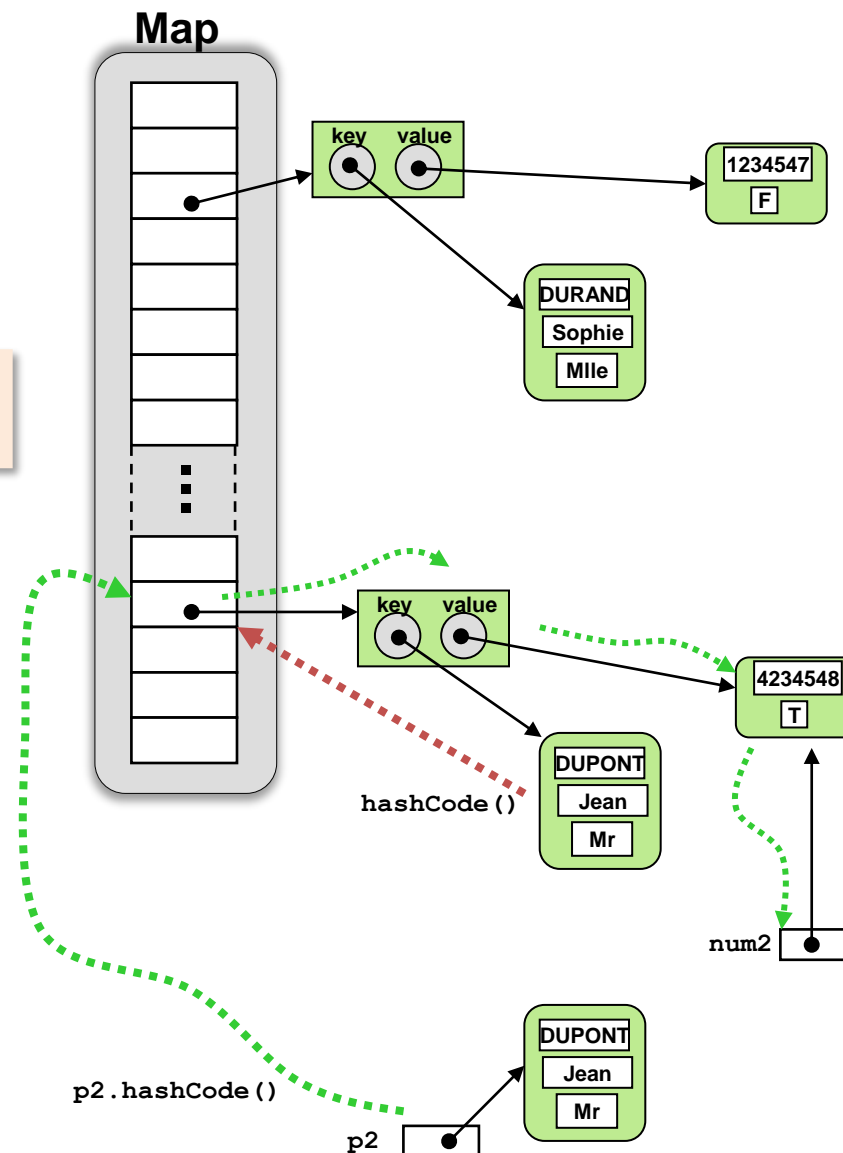 Map
key value
1234547
F
DURAND
Sophie
Mlle
key value
4234548
T
DUPONT
hashCode()
Jean
Mr
num2
DUPONT
Jean
p2.hashCode()
Mr
p2